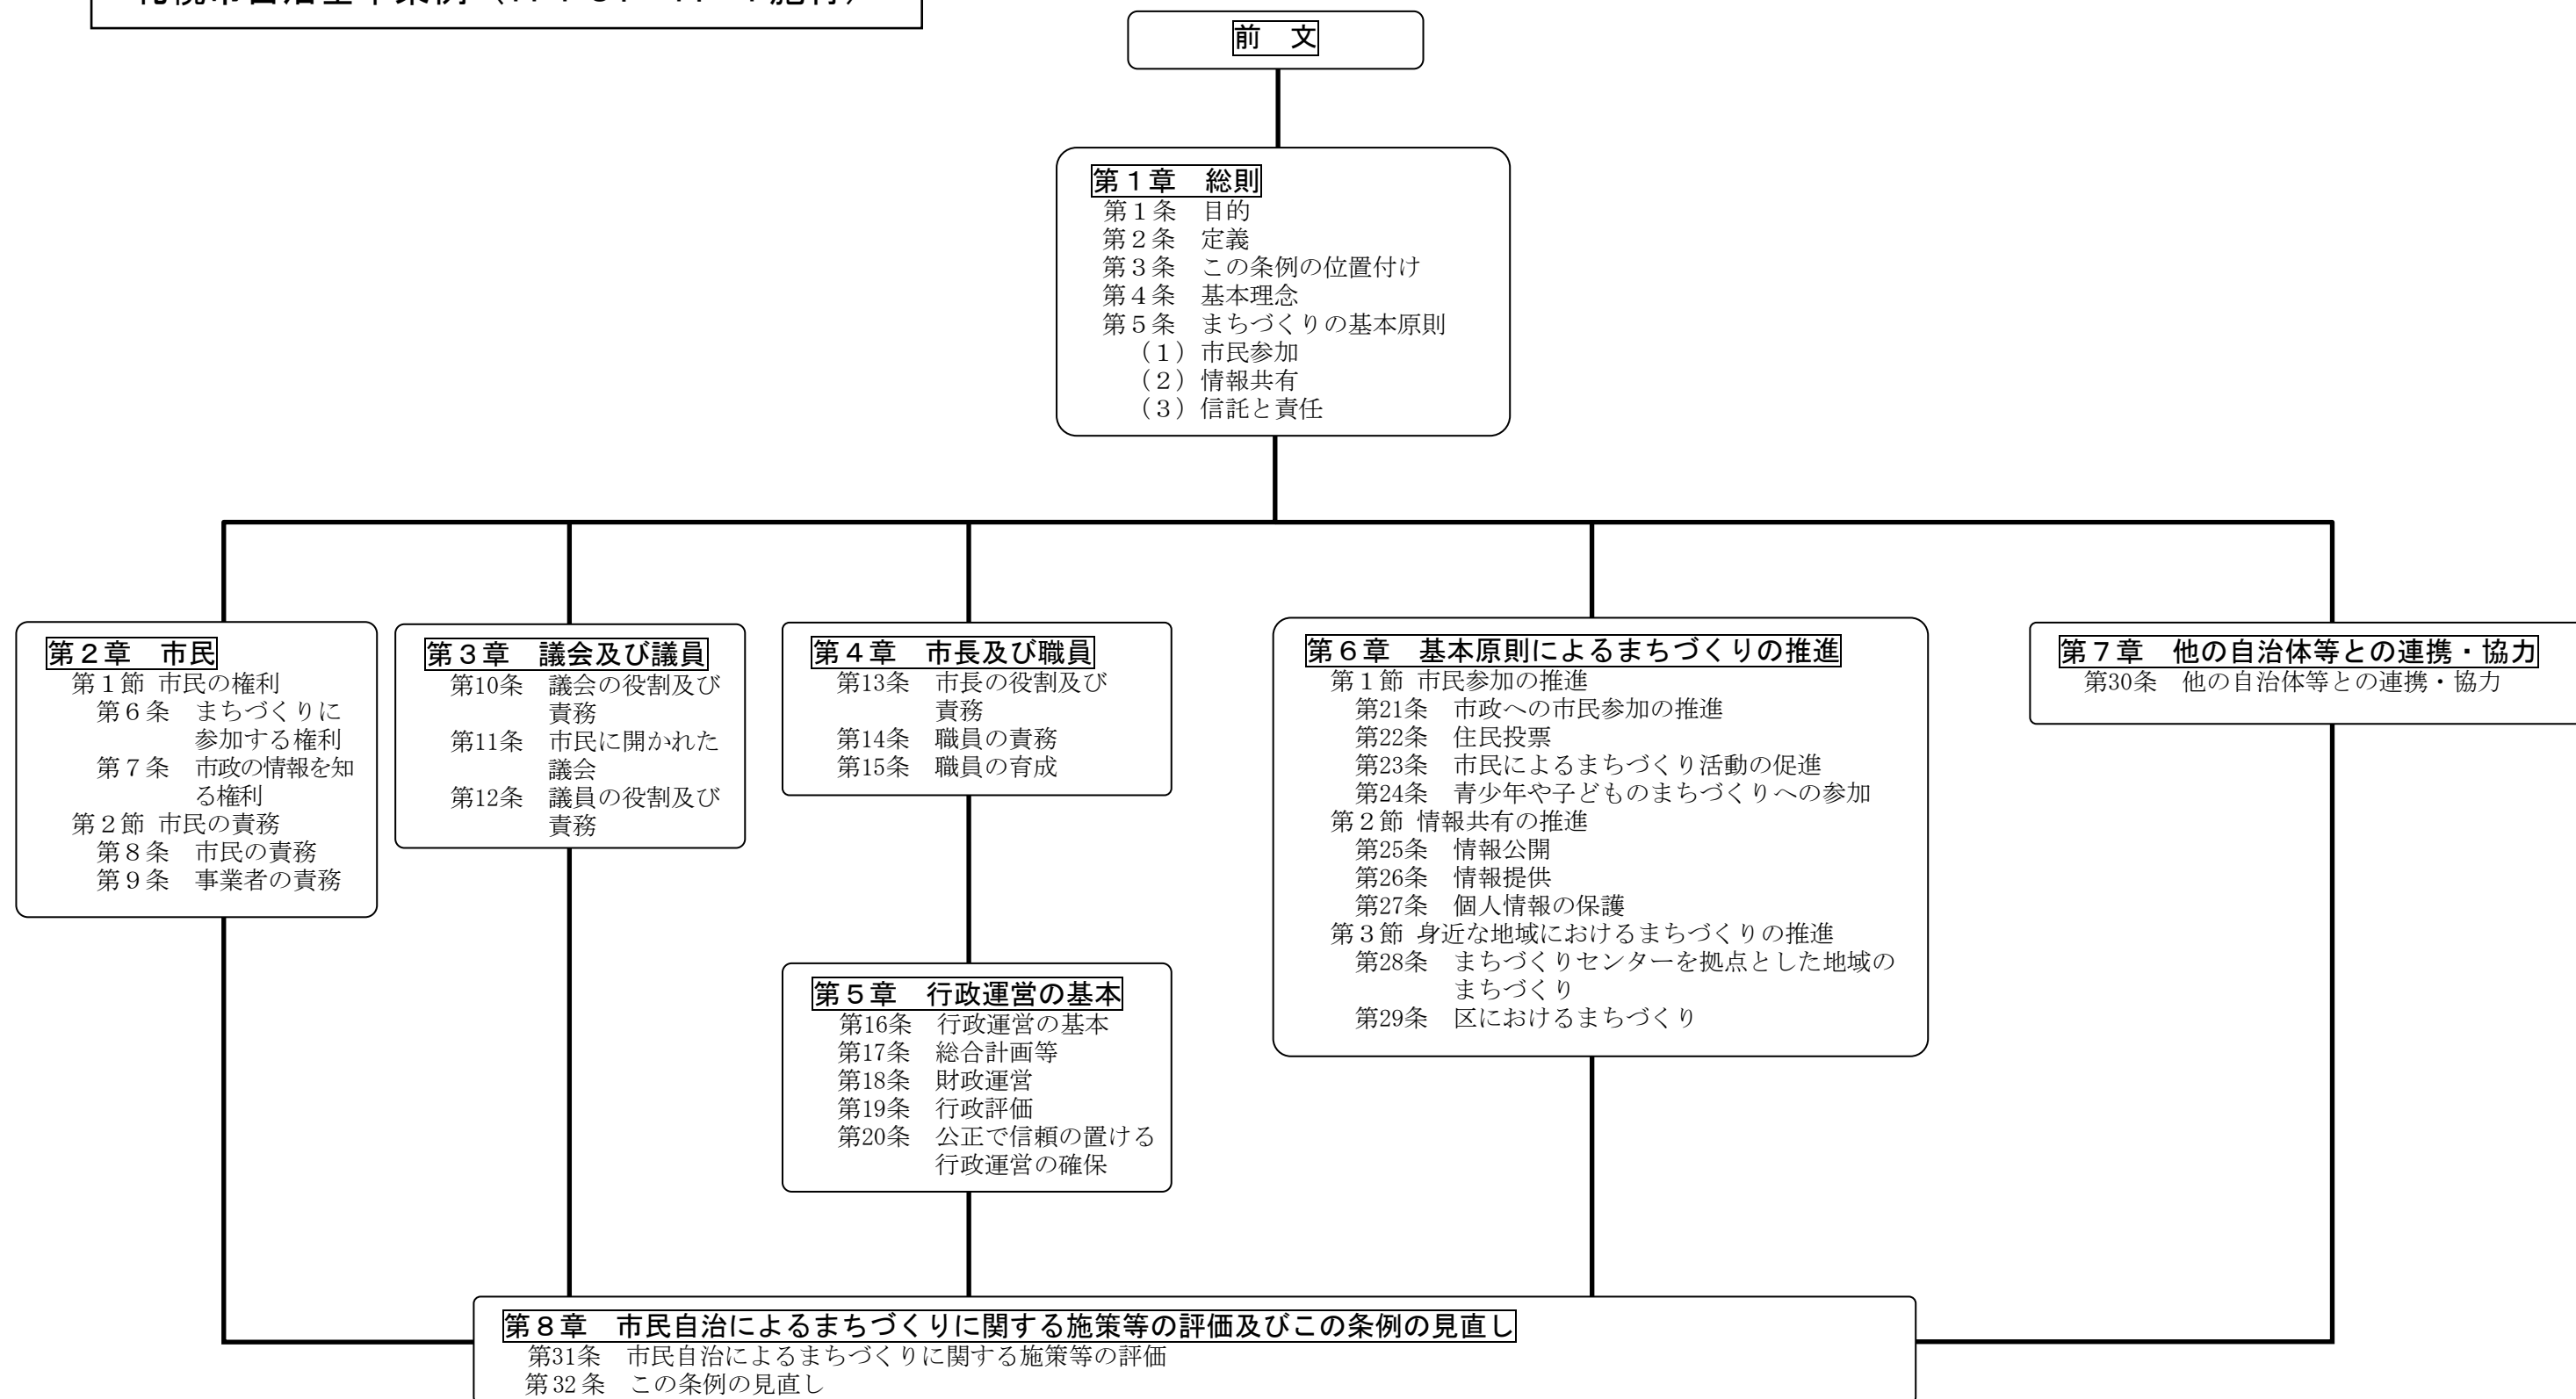 前　文
第１章　総則
第１条　目的
第２条　定義
第３条　この条例の位置付け
第４条　基本理念
第５条　まちづくりの基本原則
（１）市民参加
（２）情報共有
（３）信託と責任
第２章　市民
第１節 市民の権利
第６条　まちづくりに
参加する権利
第７条　市政の情報を知
る権利
第２節 市民の責務
第８条　市民の責務
第９条　事業者の責務
第３章　議会及び議員
第10条　議会の役割及び
責務
第11条　市民に開かれた
議会
第12条　議員の役割及び
責務
第４章　市長及び職員
第13条　市長の役割及び
責務
第14条　職員の責務
第15条　職員の育成
第５章　行政運営の基本
第16条　行政運営の基本
第17条　総合計画等
第18条　財政運営
第19条　行政評価
第20条　公正で信頼の置ける
行政運営の確保
第６章　基本原則によるまちづくりの推進
第１節 市民参加の推進
第21条　市政への市民参加の推進
第22条　住民投票
第23条　市民によるまちづくり活動の促進
第24条　青少年や子どものまちづくりへの参加
第２節 情報共有の推進
第25条　情報公開
第26条　情報提供
第27条　個人情報の保護
第３節 身近な地域におけるまちづくりの推進
第28条　まちづくりセンターを拠点とした地域の
まちづくり
第29条　区におけるまちづくり
第７章　他の自治体等との連携・協力
第30条　他の自治体等との連携・協力
第８章　市民自治によるまちづくりに関する施策等の評価及びこの条例の見直し
第31条　市民自治によるまちづくりに関する施策等の評価
第32条　この条例の見直し